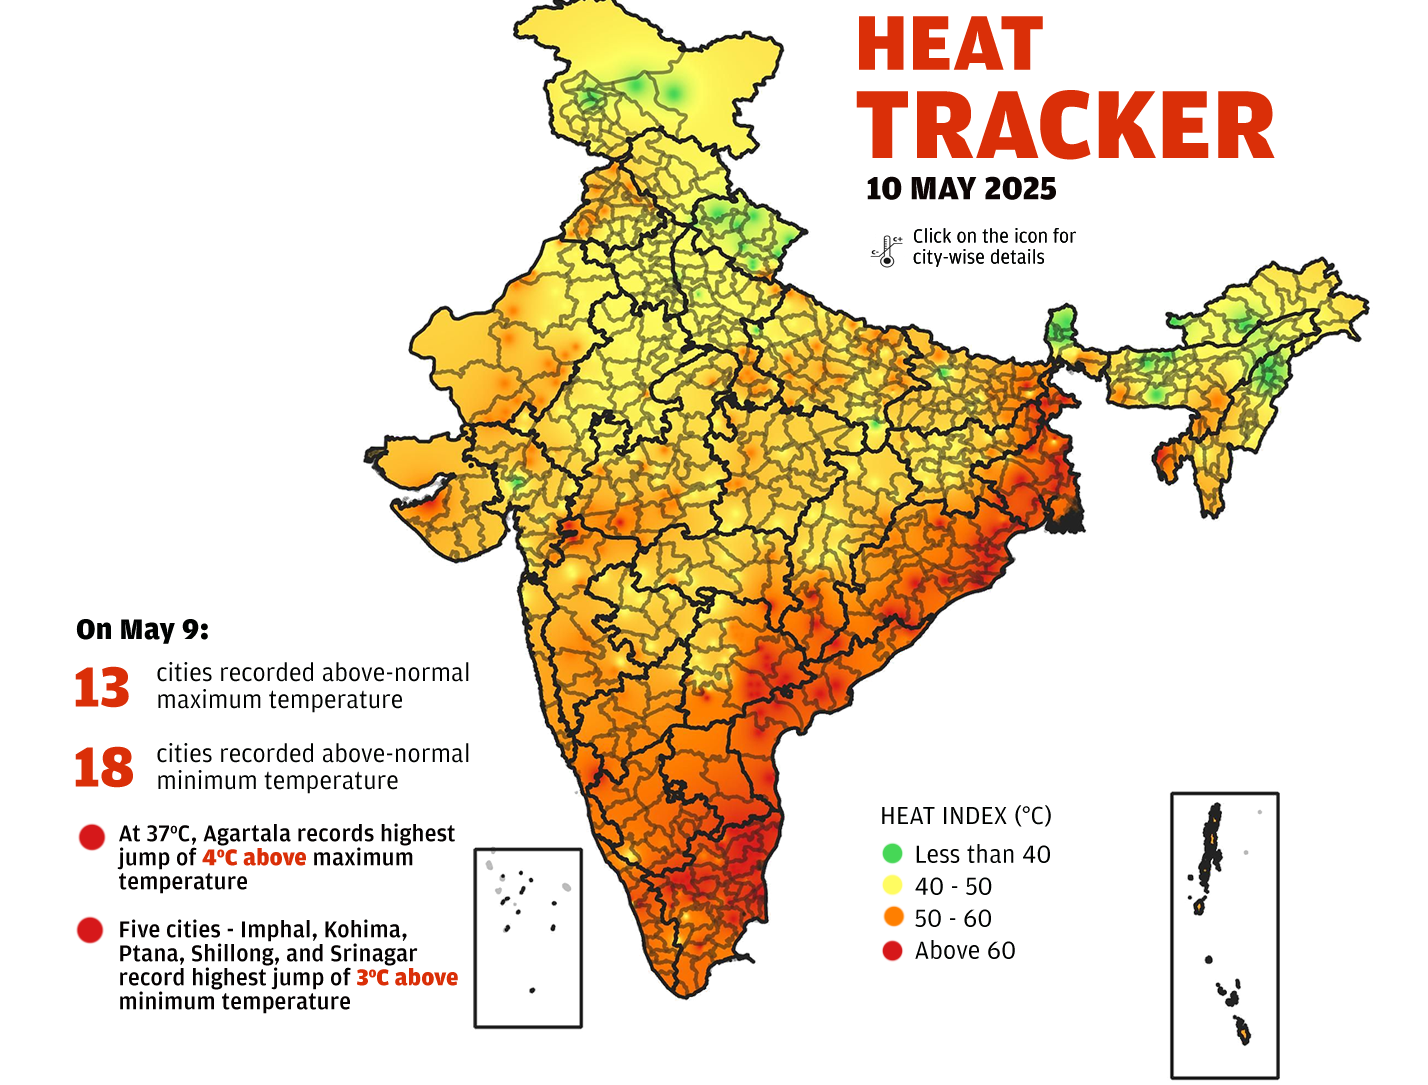 HEAT
TRACKER
10 MAY 2025
Click on the icon for
city-wise details
c- c+
On May 9:
13
cities recorded above-normal
maximum temperature
18
cities recorded above-normal
minimum temperature
At 37ºC, Agartala records highest
jump of 4ºC above maximum
temperature
Five cities - Imphal, Kohima,
Ptana, Shillong, and Srinagar
record highest jump of 3ºC above
minimum temperature
HEAT INDEX (°C)
Less than 40
40 - 50
50 - 60
Above 60